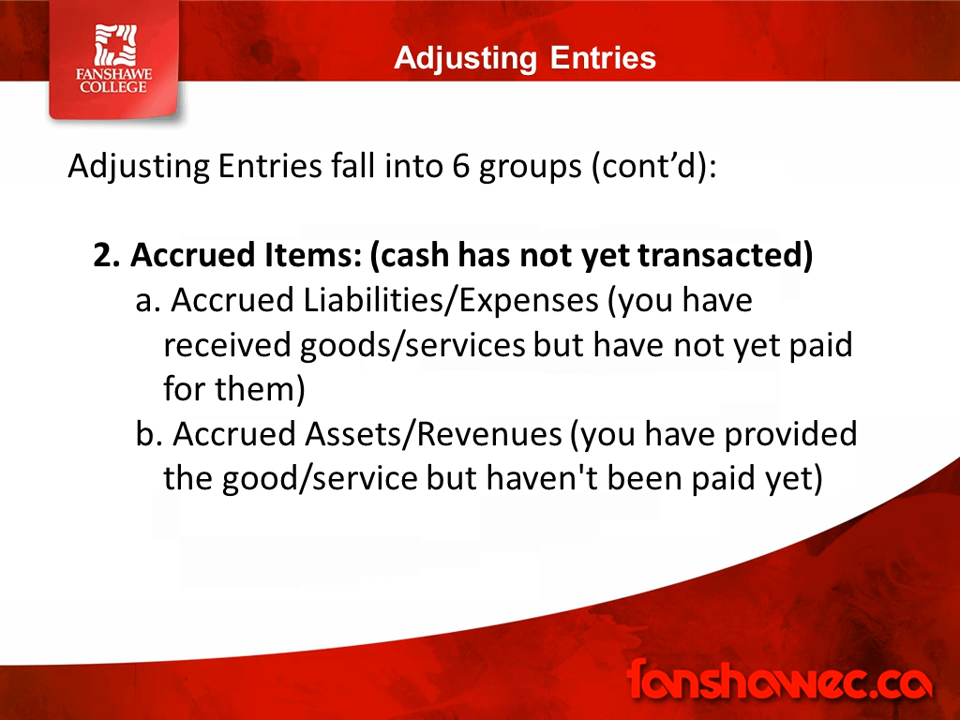 FANSHAWE
COLLEGE
Adjusting Entries
Adjusting Entries fall into 6 groups (cont’d):
2. Accrued Items: (cash has not yet transacted)
a. Accrued Liabilities/Expenses (you have
received goods/services but have not yet paid
for them)
b. Accrued Assets/Revenues (you have provided
the good/service but haven't been paid yet)
fanshawec.ca